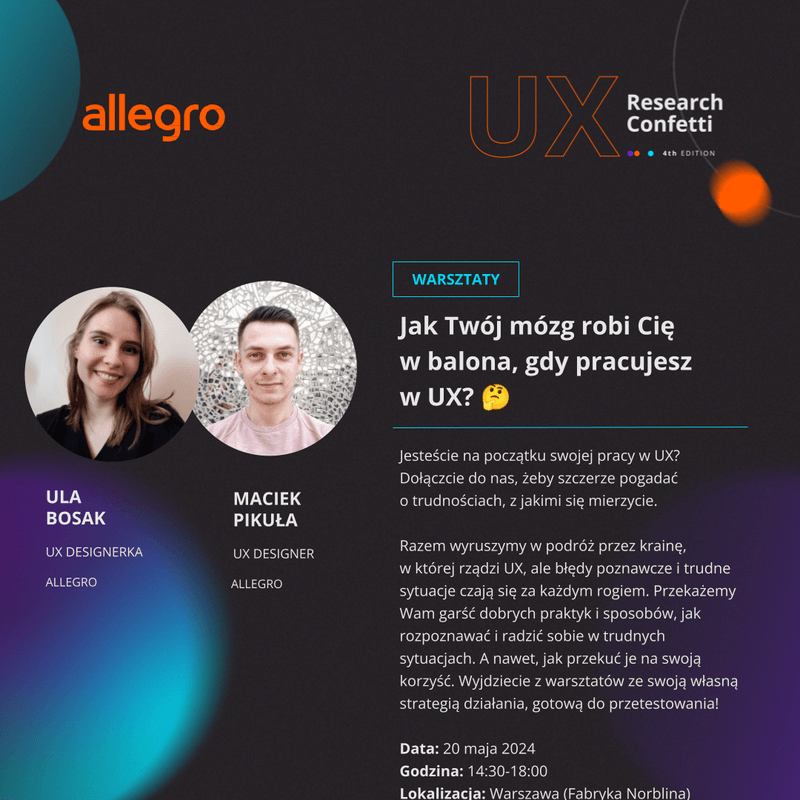 allegro
UX
Research
Confetti
4th EDITION
WARSZTATY
Jak Twój mózg robi Cię
w balona, gdy pracujesz
w UX? 🤔
Jesteście na początku swojej pracy w UX?
Dołączcie do nas, żeby szczerze pogadać
o trudnościach, z jakimi się mierzycie.
Razem wyruszymy w podróż przez krainę,
w której rządzi UX, ale błędy poznawcze i trudne
sytuacje czają się za każdym rogiem. Przekażemy
Wam garść dobrych praktyk i sposobów, jak
rozpoznawać i radzić sobie w trudnych
sytuacjach. A nawet, jak przekuć je na swoją
korzyść. Wyjdziecie z warsztatów ze swoją własną
strategią działania, gotową do przetestowania!
Data: 20 maja 2024
Godzina: 14:30-18:00
Lokalizacja: Warszawa (Fabryka Norblina)
ULA
BOSAK
UX DESIGNERKA
ALLEGRO
MACIEK
PIKUŁA
UX DESIGNER
ALLEGRO